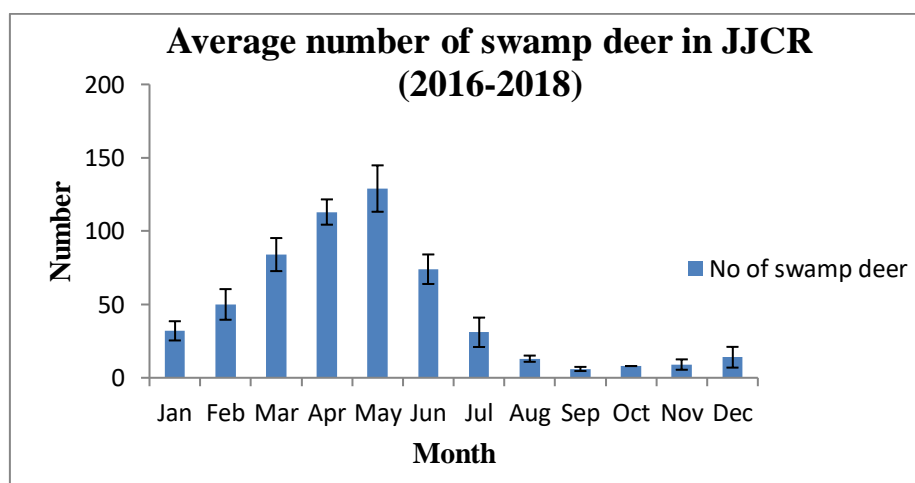 Average number of swamp deer in JJCR
(2016-2018)
200
150
100
50
0
Number
Jan Feb Mar Apr May Jun Jul Aug Sep Oct Nov Dec
Month
No of swamp deer